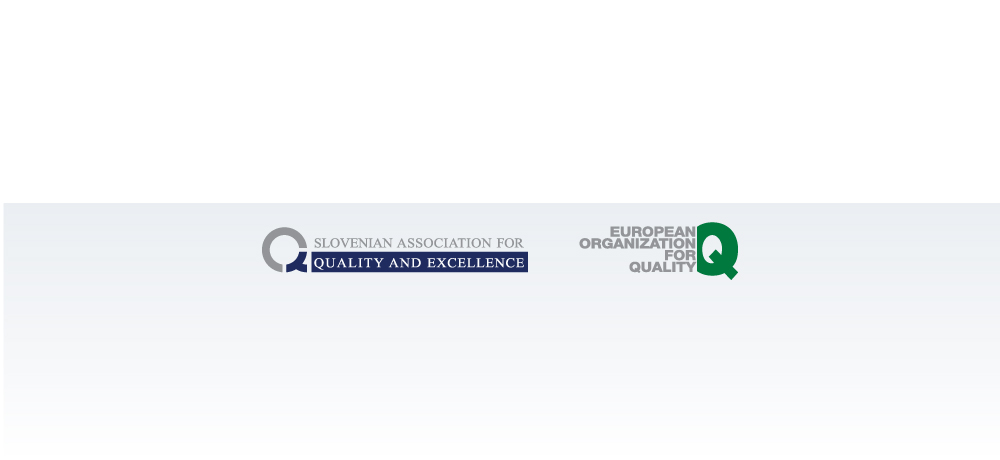 SLOVENIAN ASSOCIATION FOR
QUALITY AND EXCELLENCE
EUROPEAN
ORGANIZATION
FOR
QUALITY